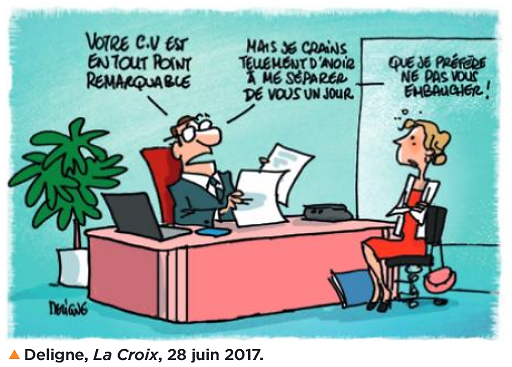 VOTRE C.V EST
EN TOUT POINT
REMARQUABLE
MAIS JE CRAINS
TELLEMENT D'AVOIR
À ME SÉPARER
DE VOUS UN JOUR
QUE JE PRÉFÈRE
NE PAS VOUS
EMBAUCHER!
DELIGNE
▲ Deligne, La Croix, 28 juin 2017.